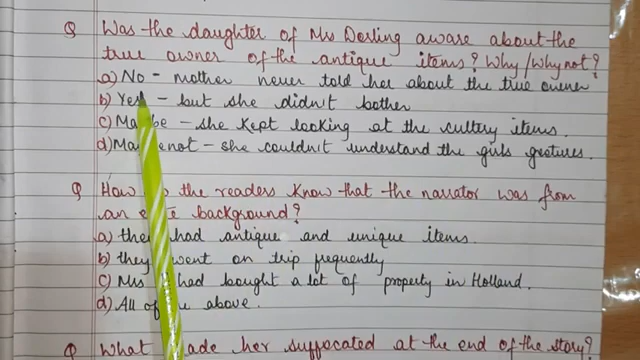 Q Was the daughter of Mrs Dorling aware about the
true owner of the antique items? Why/Why not?
a) No - mother never told her about the true owner
b) Yes - but she didn't bother
c) - she kept looking at the cultery items.
d) - she couldn't understand the girls gestures.
Q How the readers know that the narrator was from
an background?
a) they had antique and unique items.
b) they went on trip frequently
c) Mrs had bought a lot of property in Holland.
d) All of above.
Q What her suffocated at the end of the story?